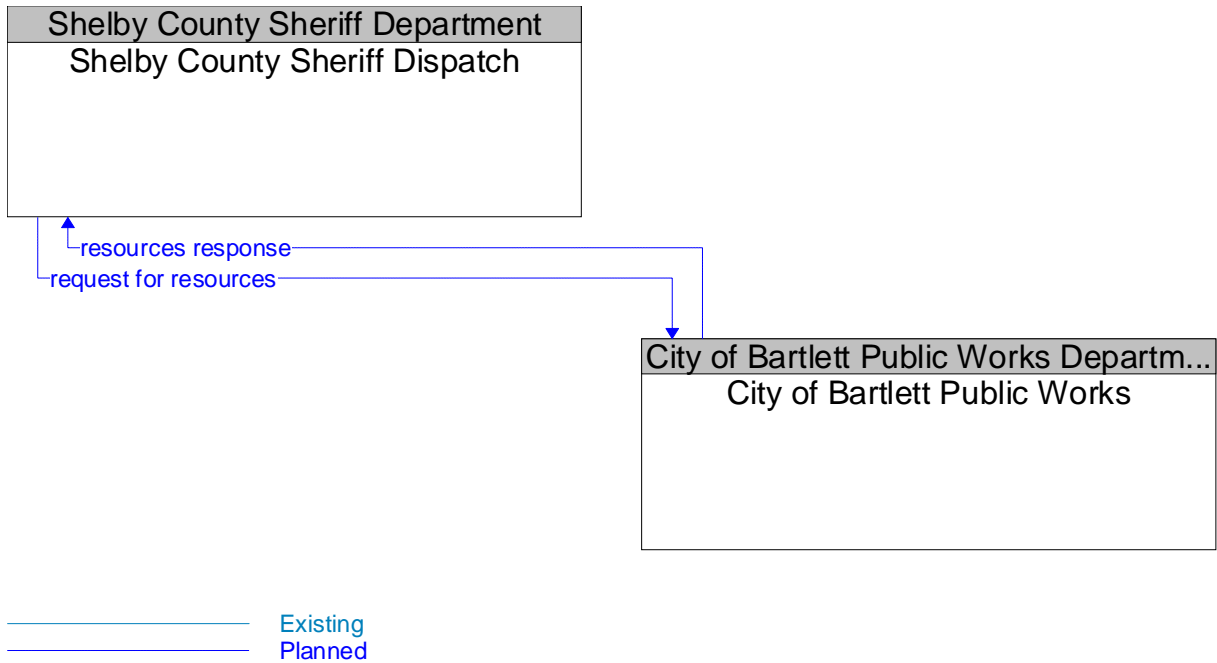 Shelby County Sheriff Department
Shelby County Sheriff Dispatch
resources response
request for resources
City of Bartlett Public Works Departm...
City of Bartlett Public Works
Existing
Planned